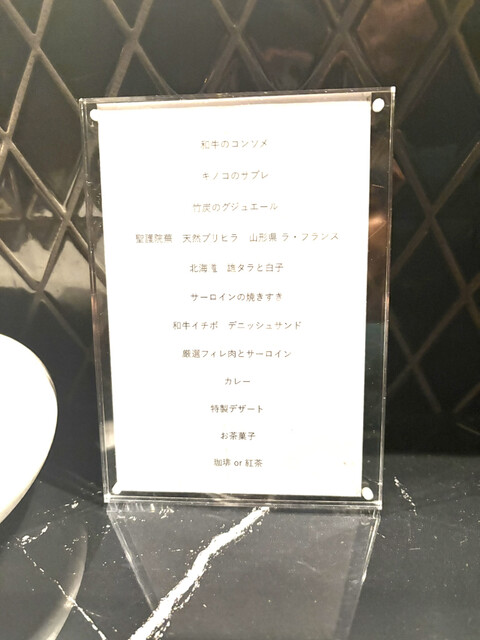 和牛のコンソメ
キノコのサブレ
竹炭のグジェール
聖護院蕪　天然ブリヒラ　山形県 ラ・フランス
北海道　鱈タラと白子
サーロインの焼きすき
和牛イチボ　デニッシュサンド
厳選フィレ肉とサーロイン
カレー
特製デザート
お茶菓子
珈琲 or 紅茶